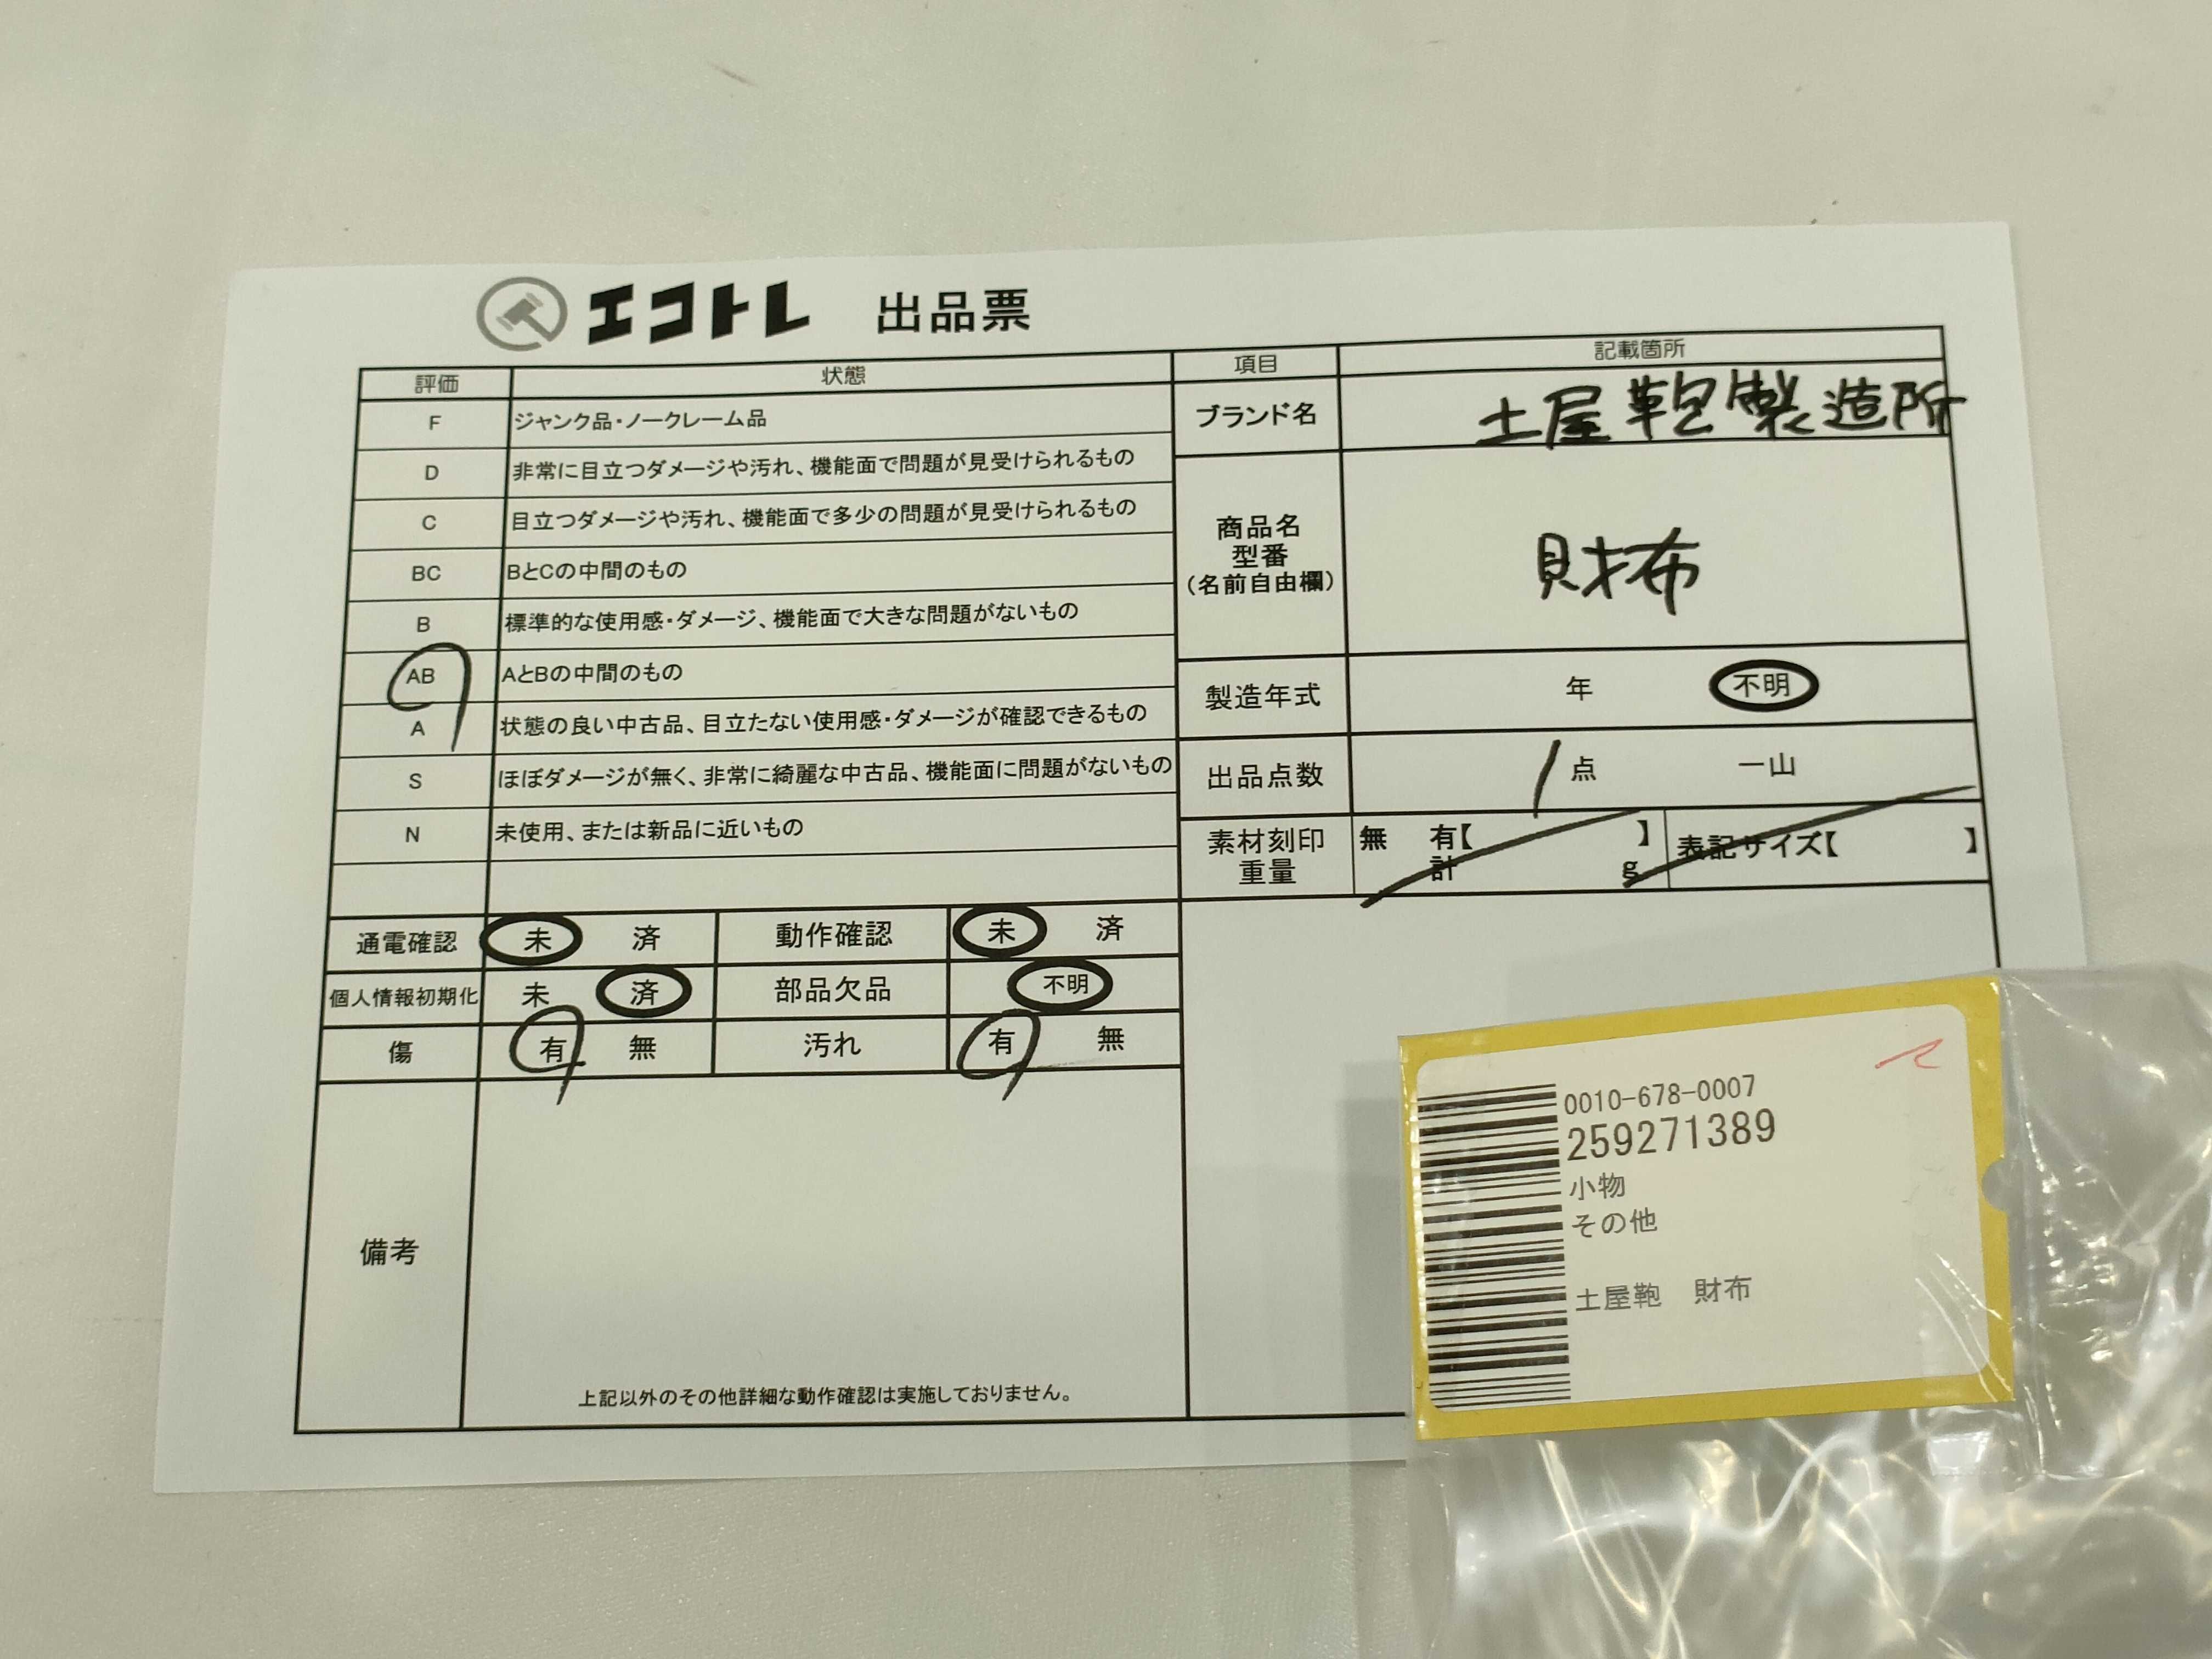 エコトレ 出品票
評価 状態
F ジャンク品・ノークレーム品
D 非常に目立つダメージや汚れ、機能面で問題が見受けられるもの
C 目立つダメージや汚れ、機能面で多少の問題が見受けられるもの
BC BとCの中間のもの
B 標準的な使用感・ダメージ、機能面で大きな問題がないもの
AB AとBの中間のもの
A 状態の良い中古品、目立たない使用感・ダメージが確認できるもの
S ほぼダメージが無く、非常に綺麗な中古品、機能面に問題がないもの
N 未使用、または新品に近いもの
項目 記載箇所
ブランド名 土屋鞄製造所
商品名
型番
(名前自由欄)
財布
製造年式 年 不明
出品点数 1点 一山
素材刻印 無 有【 】 表記サイズ【 】
重量 計 g
通電確認 未 済 動作確認 未 済
個人情報初期化 未 済 部品欠品 不明
傷 有 無 汚れ 有 無
備考
上記以外のその他詳細な動作確認は実施しておりません。
0010-678-0007
259271389
小物
その他
土屋鞄 財布